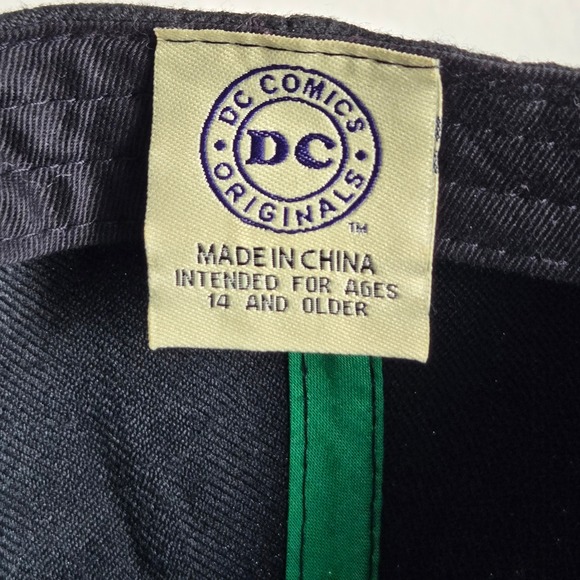 DC COMICS
DC
ORIGINALS
™
MADE IN CHINA
INTENDED FOR AGES
14 AND OLDER